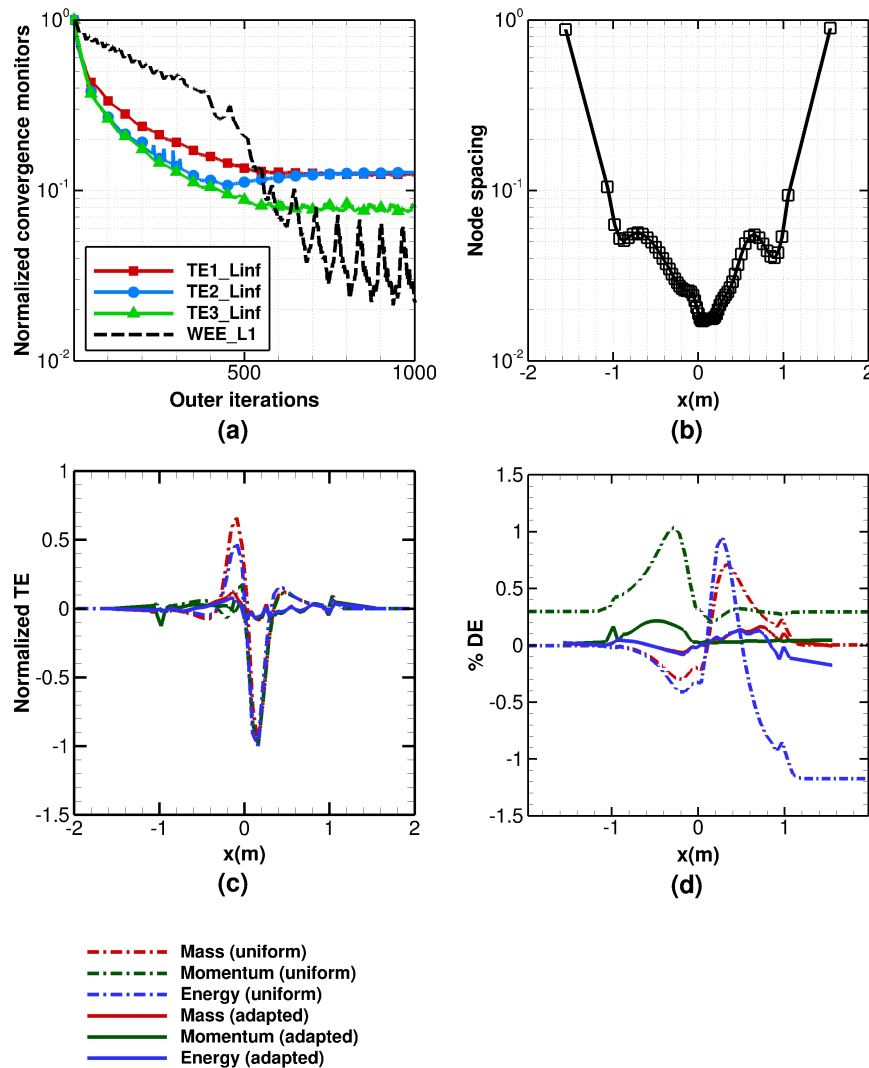 Normalized convergence monitors
10^0
10^-1
10^-2
TE1_Linf
TE2_Linf
TE3_Linf
WEE_L1
500
1000
Outer iterations
(a)
Node spacing
10^0
10^-1
10^-2
-2
-1
0
1
2
x(m)
(b)
Normalized TE
1
0.5
0
-0.5
-1
-1.5
-2
-1
0
1
2
x(m)
(c)
% DE
1.5
1
0.5
0
-0.5
-1
-1.5
-1
0
1
x(m)
(d)
Mass (uniform)
Momentum (uniform)
Energy (uniform)
Mass (adapted)
Momentum (adapted)
Energy (adapted)